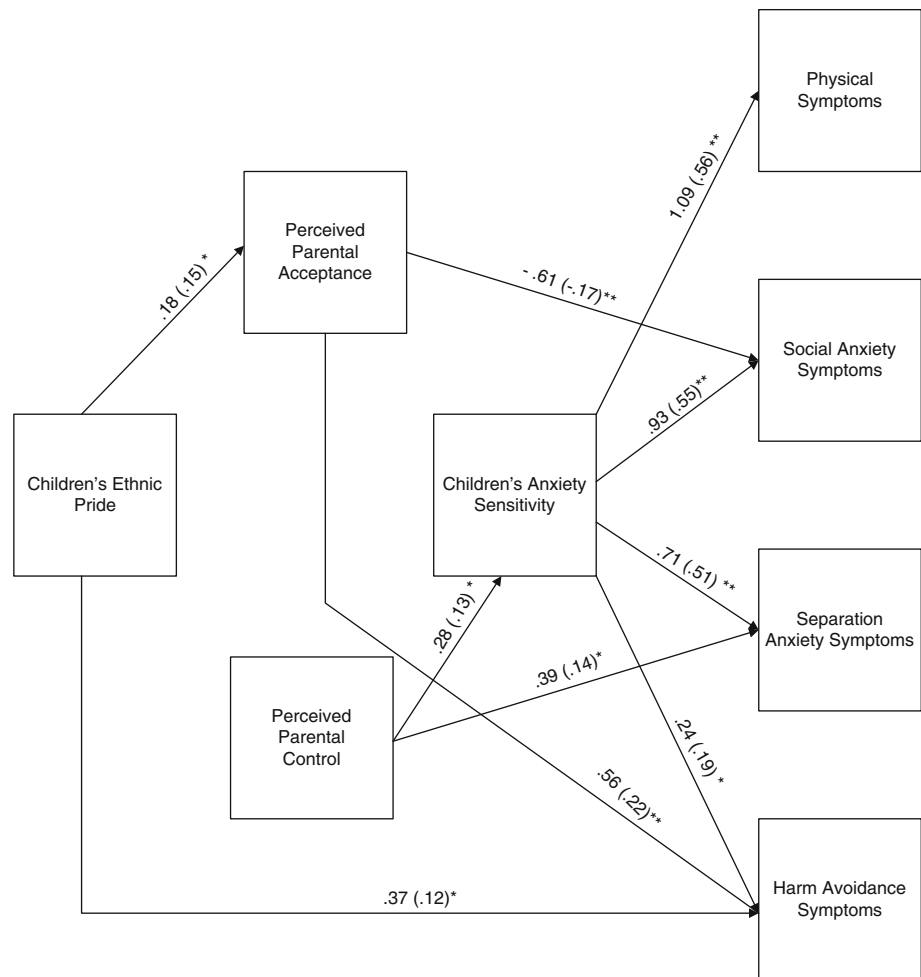 Physical
Symptoms
1.09 (.56) **
Perceived
Parental
Acceptance
.18 (.15) *
- .61 (-.17)**
Social Anxiety
Symptoms
.93 (.55)**
Children's Ethnic
Pride
Children's Anxiety
Sensitivity
.71 (.51) **
.28 (.13) *
Separation
Anxiety Symptoms
.39 (.14)*
Perceived
Parental
Control
.24 (.19) *
.56 (.22)**
.37 (.12)*
Harm Avoidance
Symptoms